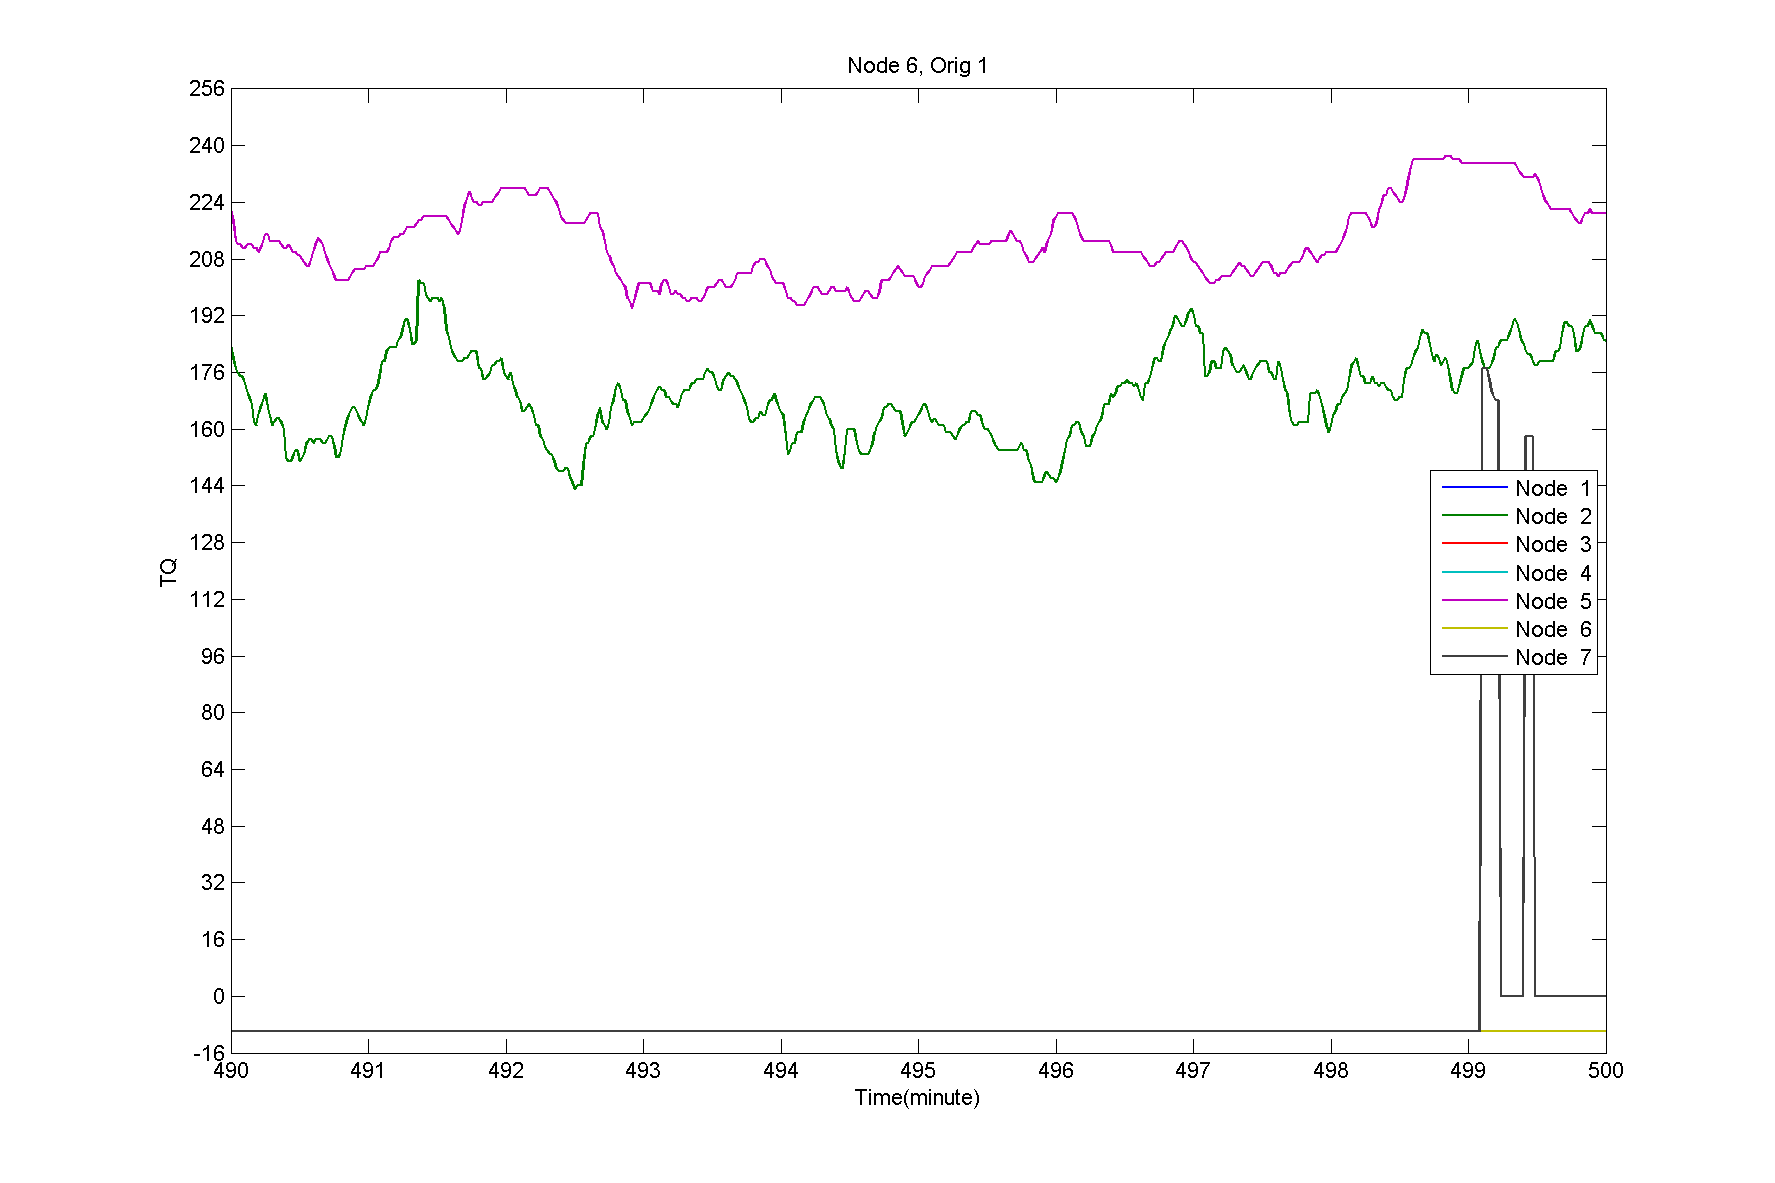 Node 6, Orig 1
256
240
224
208
192
176
160
144
128
112
96
80
64
48
32
16
0
-16
TQ
Node 1
Node 2
Node 3
Node 4
Node 5
Node 6
Node 7
490 491 492 493 494 495 496 497 498 499 500
Time(minute)